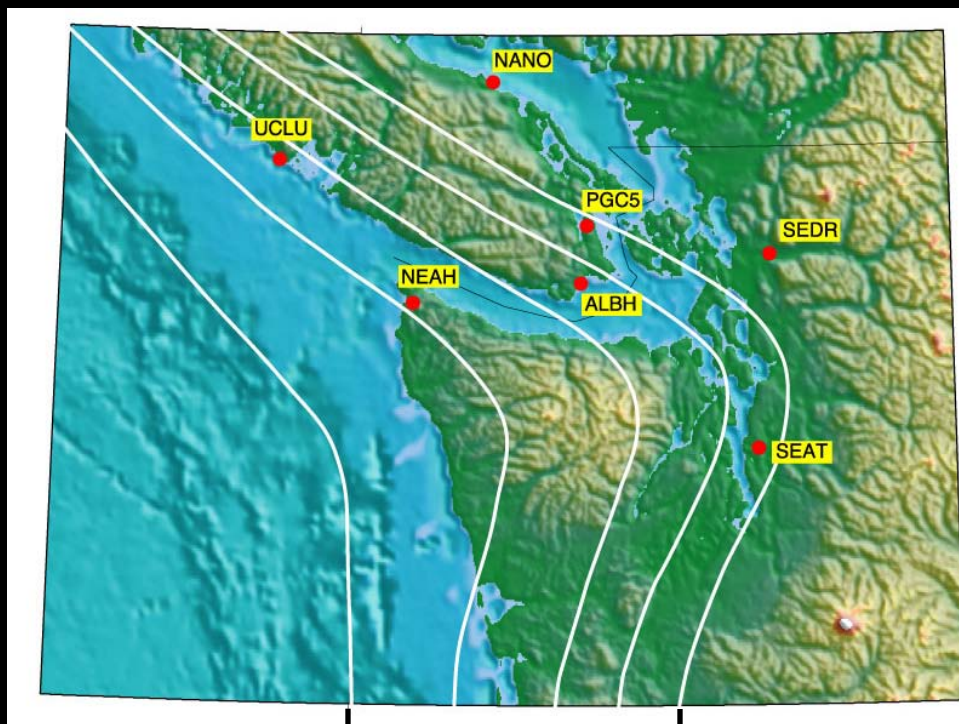 NANO
UCLU
PGC5
SEDR
NEAH
ALBH
SEAT